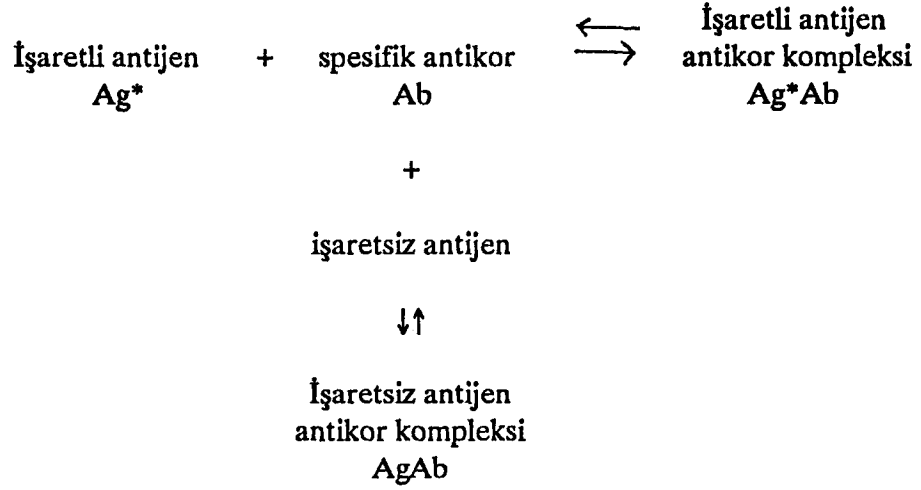 İşaretli antijen + spesifik antikor ⇄ İşaretli antijen
antikor kompleksi
Ag* Ab Ag*Ab
+
işaretsiz antijen
↓↑
İşaretsiz antijen
antikor kompleksi
AgAb